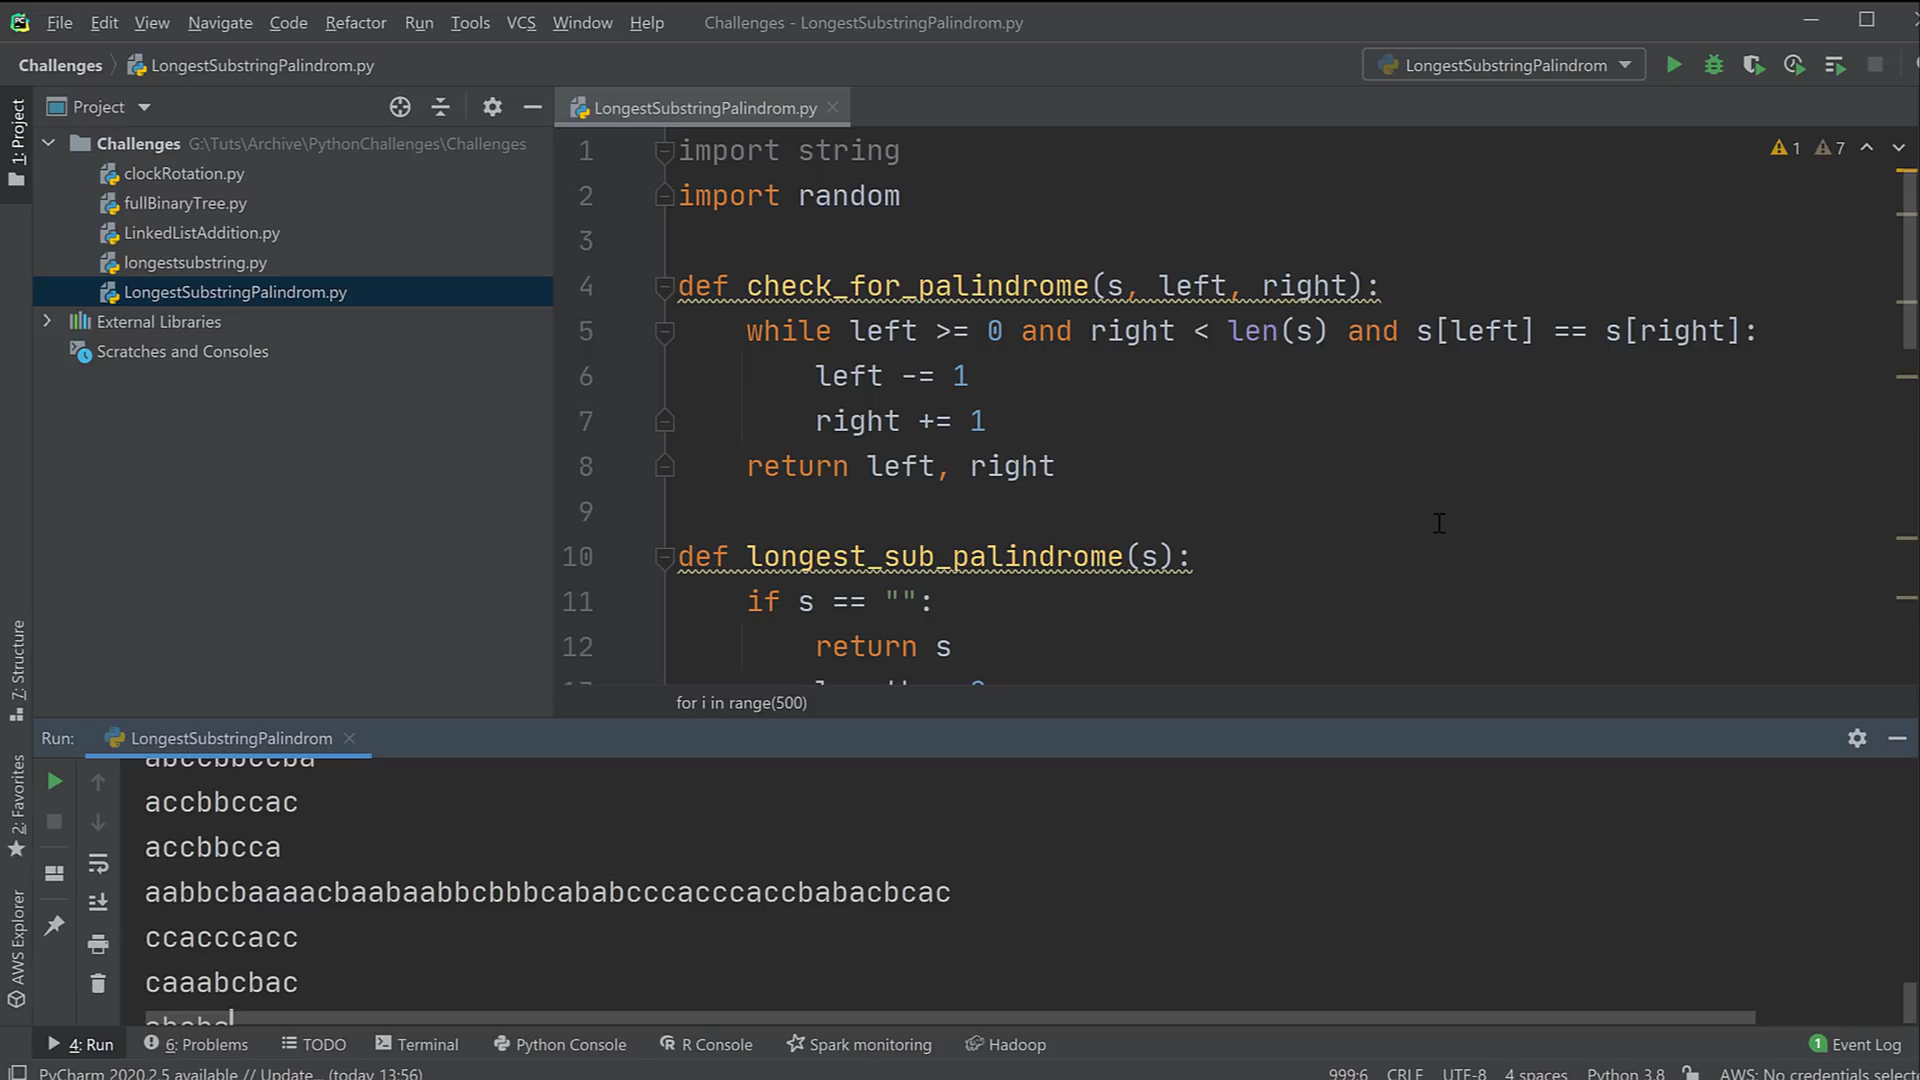 File Edit View Navigate Code Refactor Run Tools VCS Window Help Challenges - LongestSubstringPalindrom.py
Challenges LongestSubstringPalindrom.py LongestSubstringPalindrom
1: Project
Project
LongestSubstringPalindrom.py
Challenges G:\Tuts\Archive\PythonChallenges\Challenges
clockRotation.py
fullBinaryTree.py
LinkedListAddition.py
longestsubstring.py
LongestSubstringPalindrom.py
External Libraries
Scratches and Consoles
1 7
1 import string
2 import random
3
4 def check_for_palindrome(s, left, right):
5 while left >= 0 and right < len(s) and s[left] == s[right]:
6 left -= 1
7 right += 1
8 return left, right
9
10 def longest_sub_palindrome(s):
11 if s == "":
12 return s
for i in range(500)
7: Structure
2: Favorites
AWS Explorer
Run: LongestSubstringPalindrom
abccbbccba
accbbccac
accbbcca
aabbcbaaaacbaabaabbcbbbcababcccacccaccbabacbcac
ccacccacc
caaabcbac
4: Run 6: Problems TODO Terminal Python Console R Console Spark monitoring Hadoop 1 Event Log
PyCharm 2020.2.5 available // Update... (today 13:56) 999:6 CRLF UTF-8 4 spaces Python 3.8 AWS: No credentials selecte